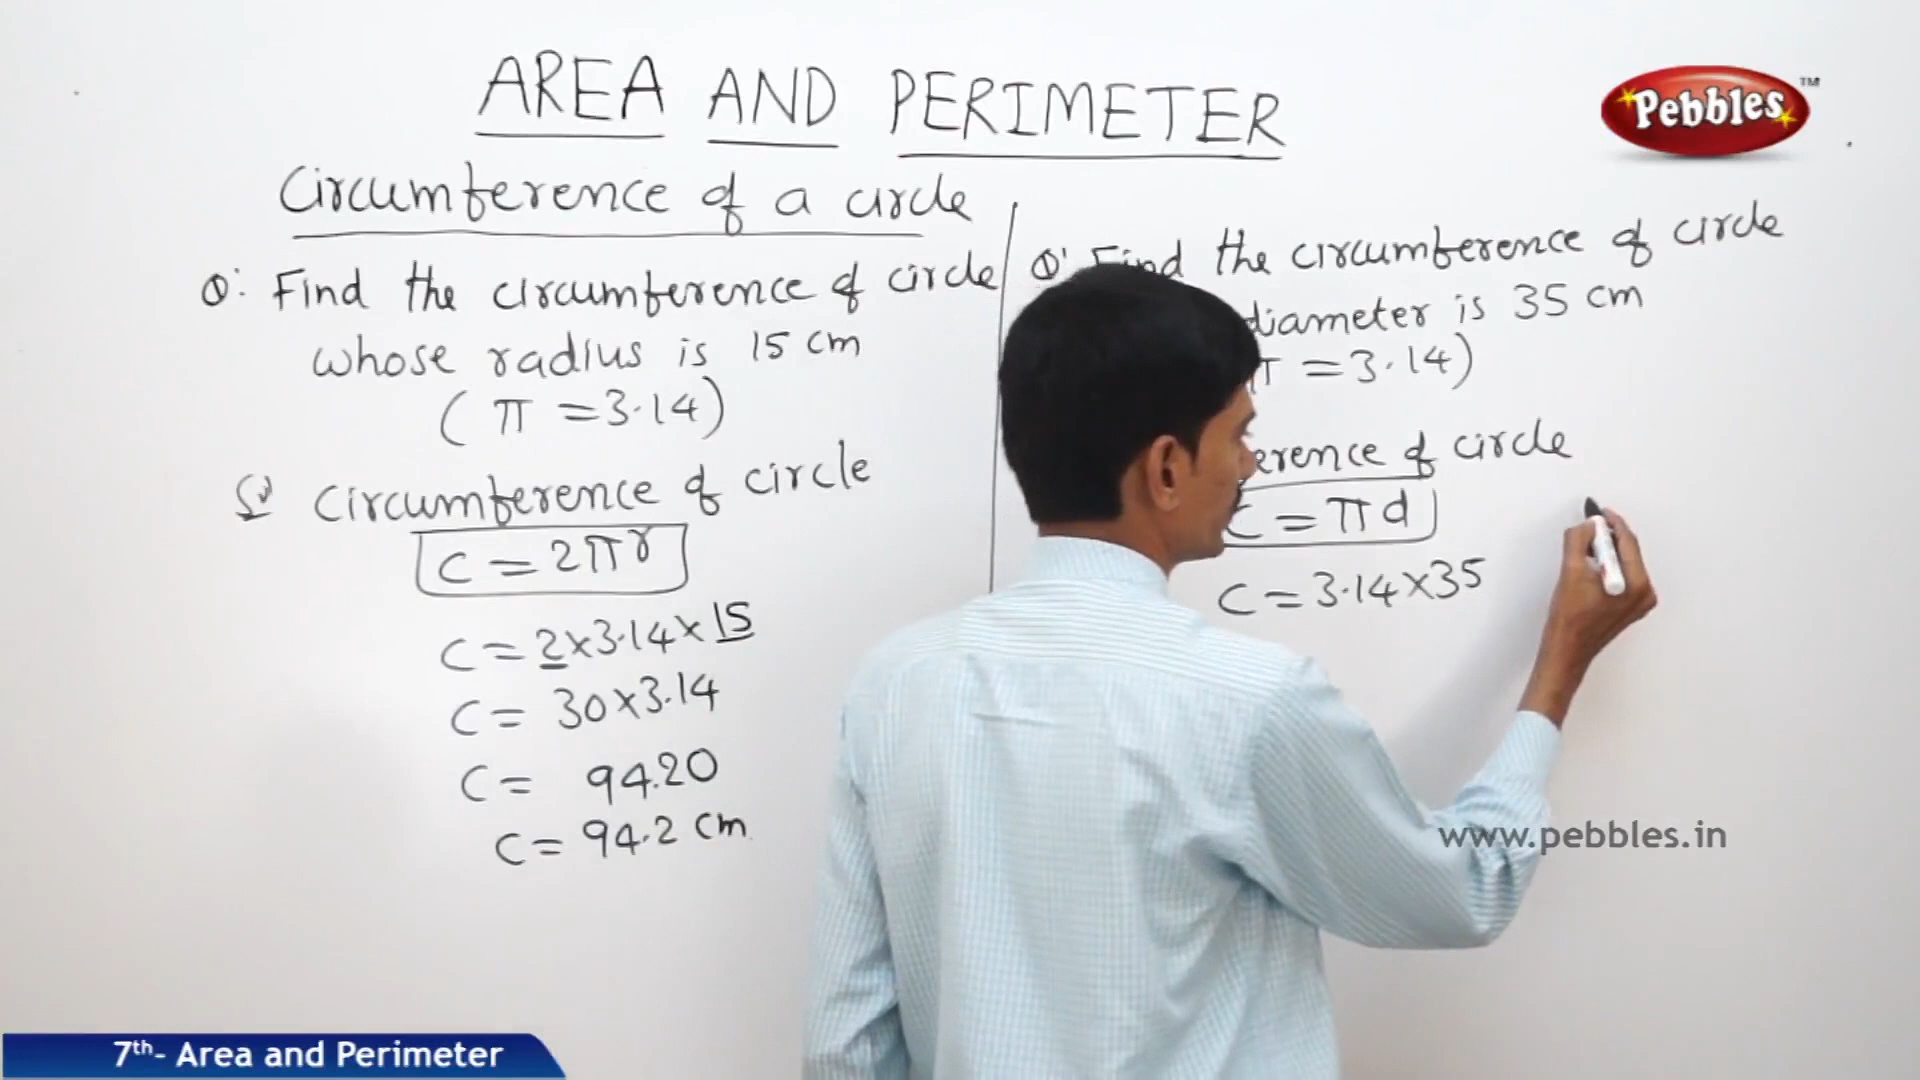 AREA AND PERIMETER
Pebbles™
Circumference of a circle
Q: Find the circumference of circle
whose radius is 15 cm
( π = 3.14)
Circumference of circle
C = 2πr
C = 2×3.14×15
C = 30×3.14
C = 94.20
C = 94.2 cm
Q: Find the circumference of circle
diameter is 35 cm
π = 3.14)
erence of circle
C = πd
C = 3.14×35
www.pebbles.in
7th- Area and Perimeter